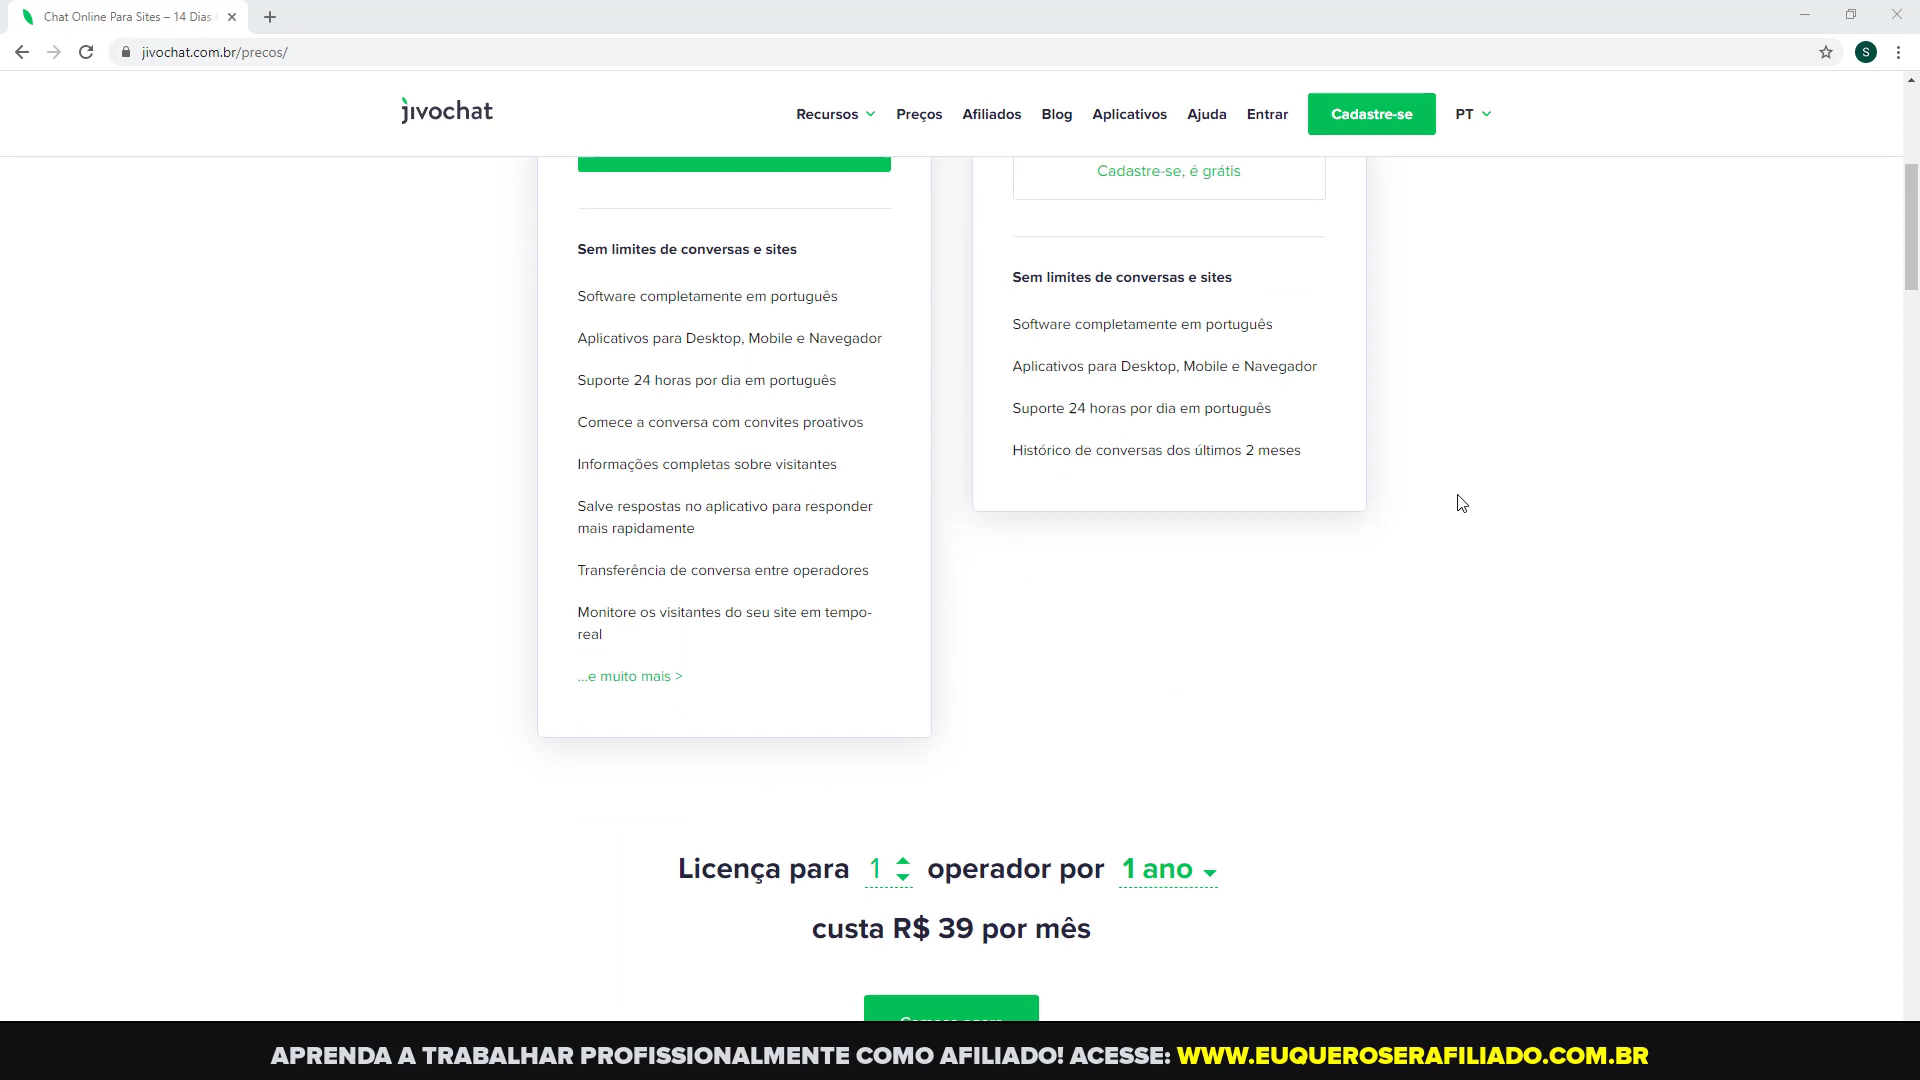 Chat Online Para Sites – 14 Dias
jivochat.com.br/precos/
S
jivochat
Recursos
Preços
Afiliados
Blog
Aplicativos
Ajuda
Entrar
Cadastre-se
PT
Cadastre-se, é grátis
Sem limites de conversas e sites
Software completamente em português
Aplicativos para Desktop, Mobile e Navegador
Suporte 24 horas por dia em português
Comece a conversa com convites proativos
Informações completas sobre visitantes
Salve respostas no aplicativo para responder
mais rapidamente
Transferência de conversa entre operadores
Monitore os visitantes do seu site em tempo-
real
...e muito mais >
Sem limites de conversas e sites
Software completamente em português
Aplicativos para Desktop, Mobile e Navegador
Suporte 24 horas por dia em português
Histórico de conversas dos últimos 2 meses
Licença para 1 operador por 1 ano
custa R$ 39 por mês
APRENDA A TRABALHAR PROFISSIONALMENTE COMO AFILIADO! ACESSE: WWW.EUQUEROSERAFILIADO.COM.BR